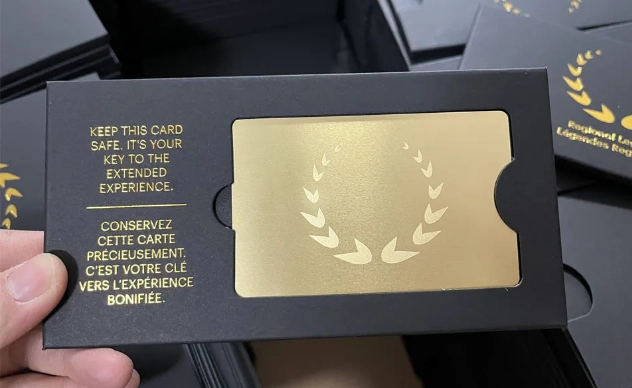 KEEP THIS CARD
SAFE. IT'S YOUR
KEY TO THE
EXTENDED
EXPERIENCE.
CONSERVEZ
CETTE CARTE
PRÉCIEUSEMENT.
C'EST VOTRE CLÉ
VERS L'EXPÉRIENCE
BONIFIÉE.
Regional
Légendes